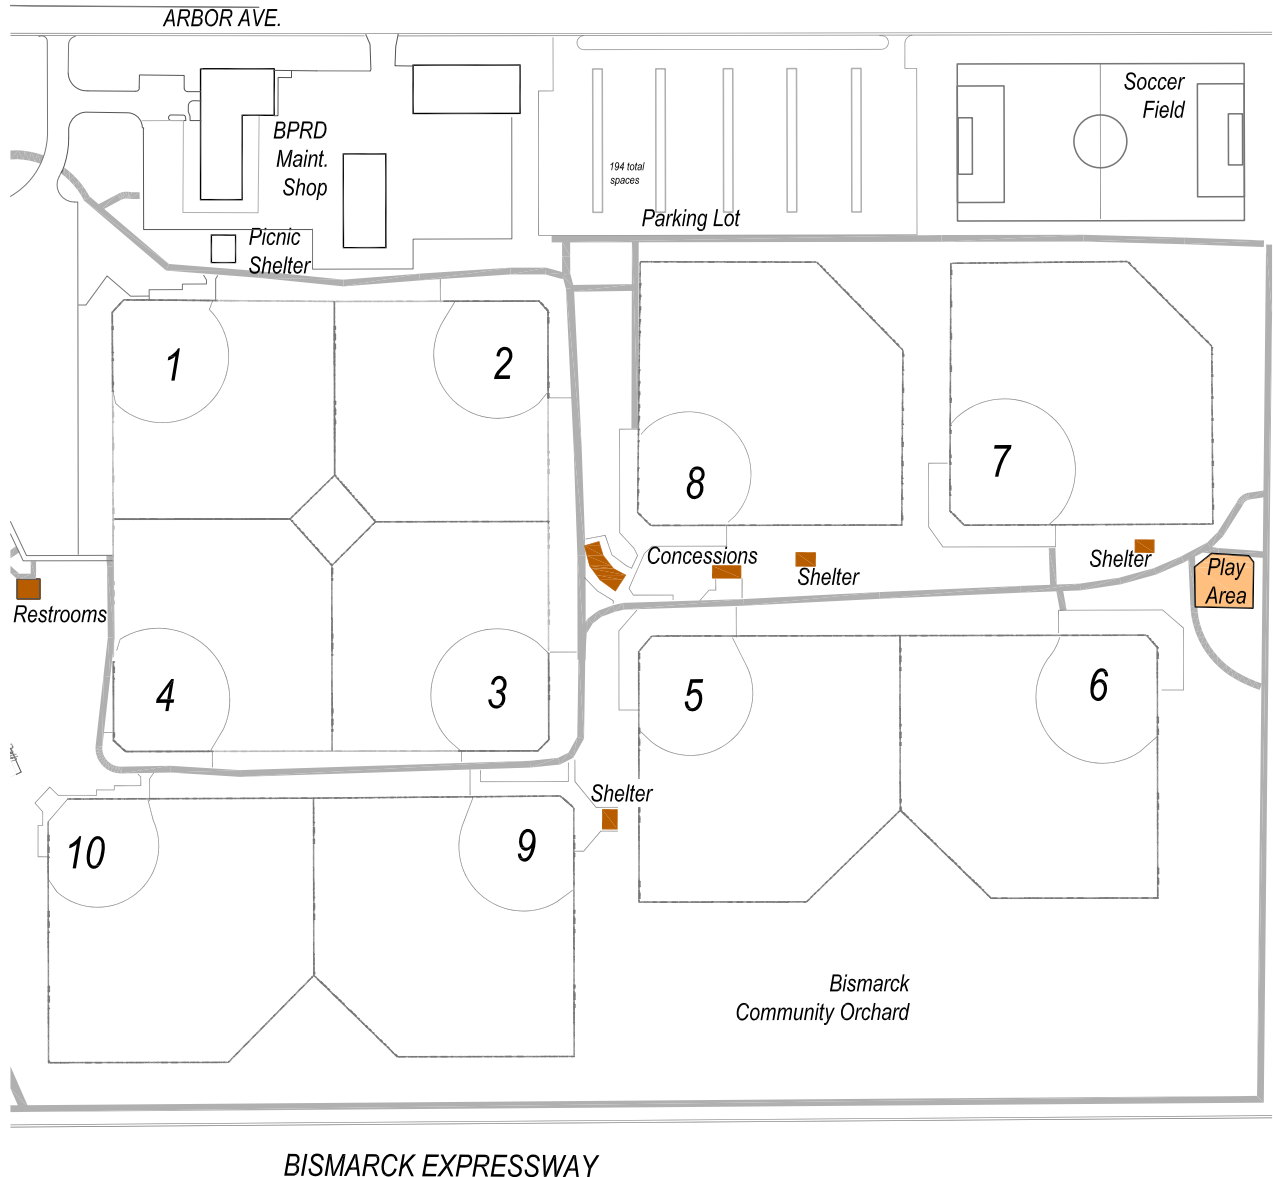 ARBOR AVE.
Soccer
Field
BPRD
Maint.
Shop
194 total
spaces
Parking Lot
Picnic
Shelter
1
2
8
7
Concessions
Shelter
Shelter
Play
Area
Restrooms
4
3
5
6
Shelter
10
9
Bismarck
Community Orchard
BISMARCK EXPRESSWAY